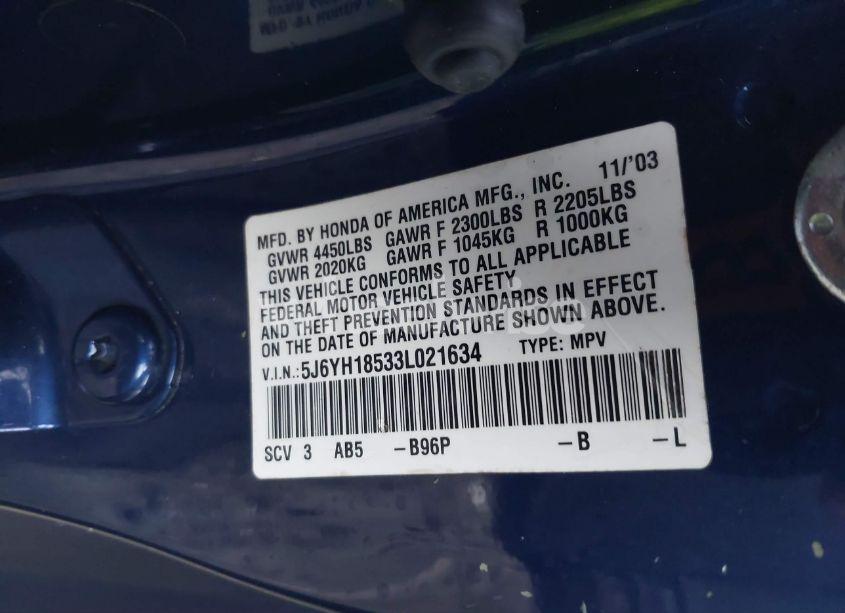 MFD. BY HONDA OF AMERICA MFG., INC. 11/'03
GVWR 4450LBS GAWR F 2300LBS R 2205LBS
GVWR 2020KG GAWR F 1045KG R 1000KG
THIS VEHICLE CONFORMS TO ALL APPLICABLE
FEDERAL MOTOR VEHICLE SAFETY
AND THEFT PREVENTION STANDARDS IN EFFECT
ON THE DATE OF MANUFACTURE SHOWN ABOVE.
V.I.N.:5J6YH18533L021634 TYPE: MPV
SCV 3 AB5 -B96P -B -L